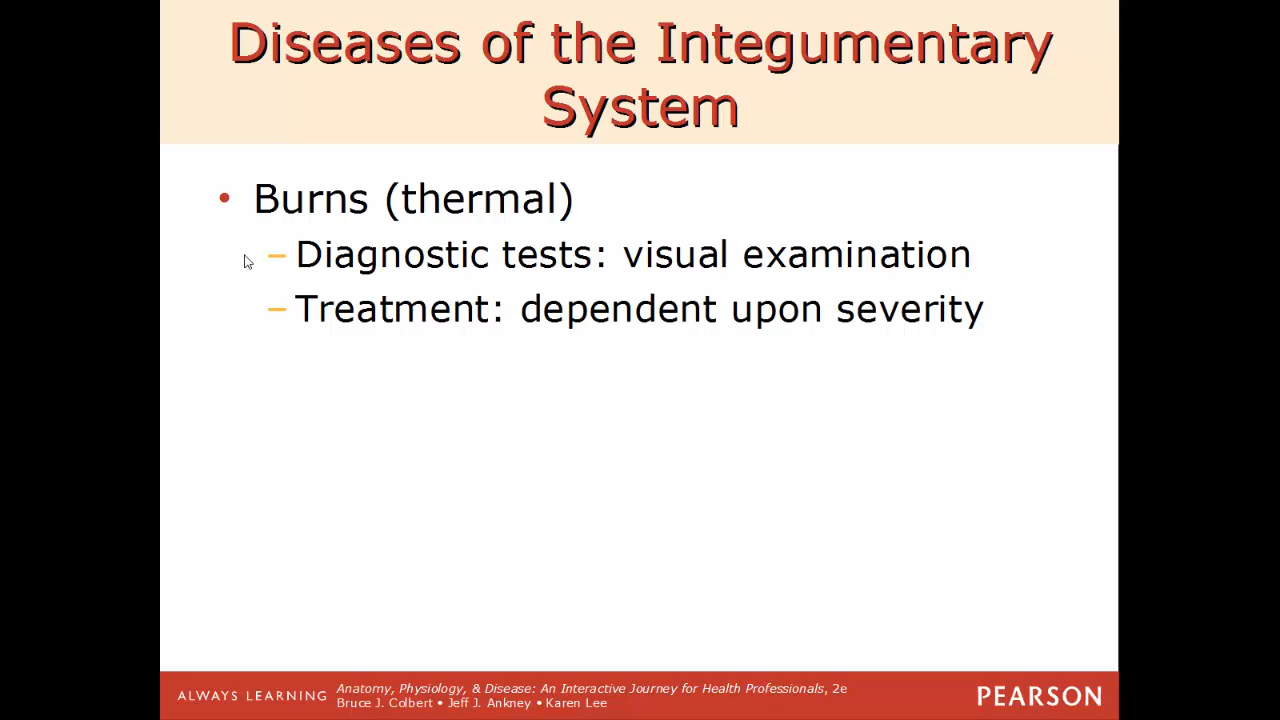 Diseases of the Integumentary
System
• Burns (thermal)
– Diagnostic tests: visual examination
– Treatment: dependent upon severity
ALWAYS LEARNING
Anatomy, Physiology, & Disease: An Interactive Journey for Health Professionals, 2e
Bruce J. Colbert • Jeff J. Ankney • Karen Lee
PEARSON